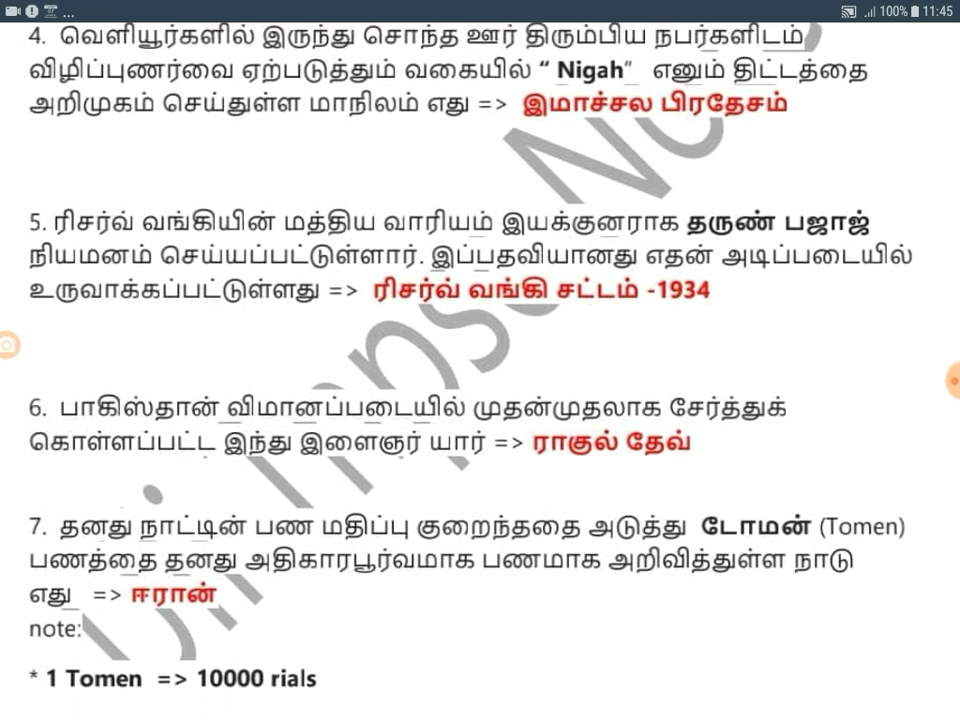 100% 11:45
4. வெளியூர்களில் இருந்து சொந்த ஊர் திரும்பிய நபர்களிடம்
விழிப்புணர்வை ஏற்படுத்தும் வகையில் “ Nigah” எனும் திட்டத்தை
அறிமுகம் செய்துள்ள மாநிலம் எது => இமாச்சல பிரதேசம்
5. ரிசர்வ் வங்கியின் மத்திய வாரியம் இயக்குனராக தருண் பஜாஜ்
நியமனம் செய்யப்பட்டுள்ளார். இப்பதவியானது எதன் அடிப்படையில்
உருவாக்கப்பட்டுள்ளது => ரிசர்வ் வங்கி சட்டம் -1934
6. பாகிஸ்தான் விமானப்படையில் முதன்முதலாக சேர்த்துக்
கொள்ளப்பட்ட இந்து இளைஞர் யார் => ராகுல் தேவ்
7. தனது நாட்டின் பண மதிப்பு குறைந்ததை அடுத்து டோமன் (Tomen)
பணத்தை தனது அதிகாரபூர்வமாக பணமாக அறிவித்துள்ள நாடு
எது => ஈரான்
note:
* 1 Tomen => 10000 rials